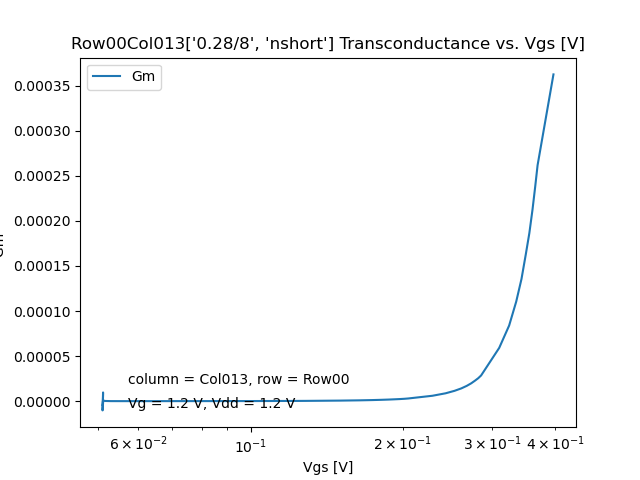 Row00Col013['0.28/8', 'nshort'] Transconductance vs. Vgs [V]
Gm
0.00035
0.00030
0.00025
0.00020
0.00015
0.00010
0.00005
0.00000
Gm
column = Col013, row = Row00
Vg = 1.2 V, Vdd = 1.2 V
6 × 10⁻² 10⁻¹ 2 × 10⁻¹ 3 × 10⁻¹ 4 × 10⁻¹
Vgs [V]